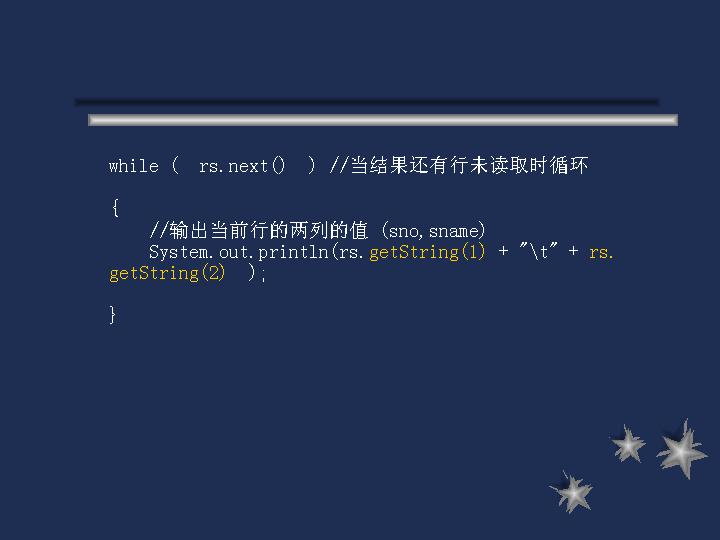 while (  rs.next()  ) //当结果还有行未读取时循环
{
    //输出当前行的两列的值 (sno,sname)
    System.out.println(rs.getString(1) + "\t" + rs.
getString(2)  );
}